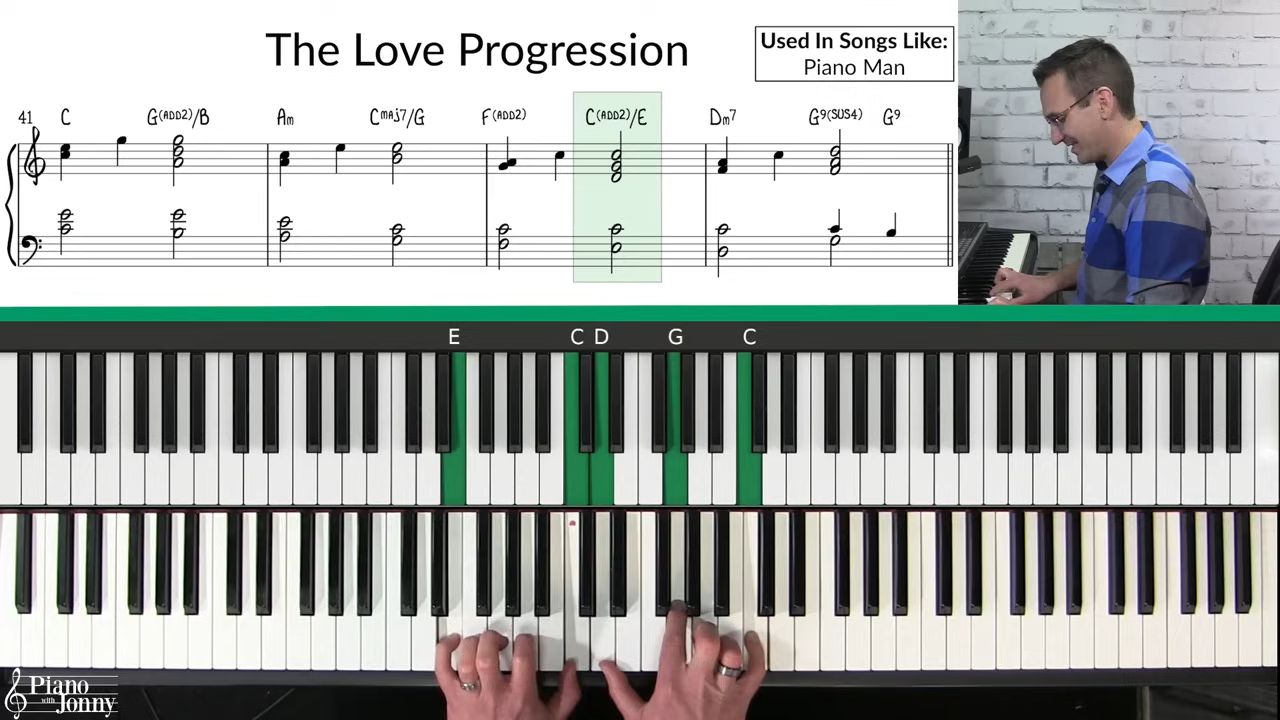 The Love Progression
Used In Songs Like:
Piano Man
41 C G(ADD2)/B Am Cmaj7/G F(ADD2) C(ADD2)/E Dm7 G9(SUS4) G9
E C D G C
Piano
with
Jonny